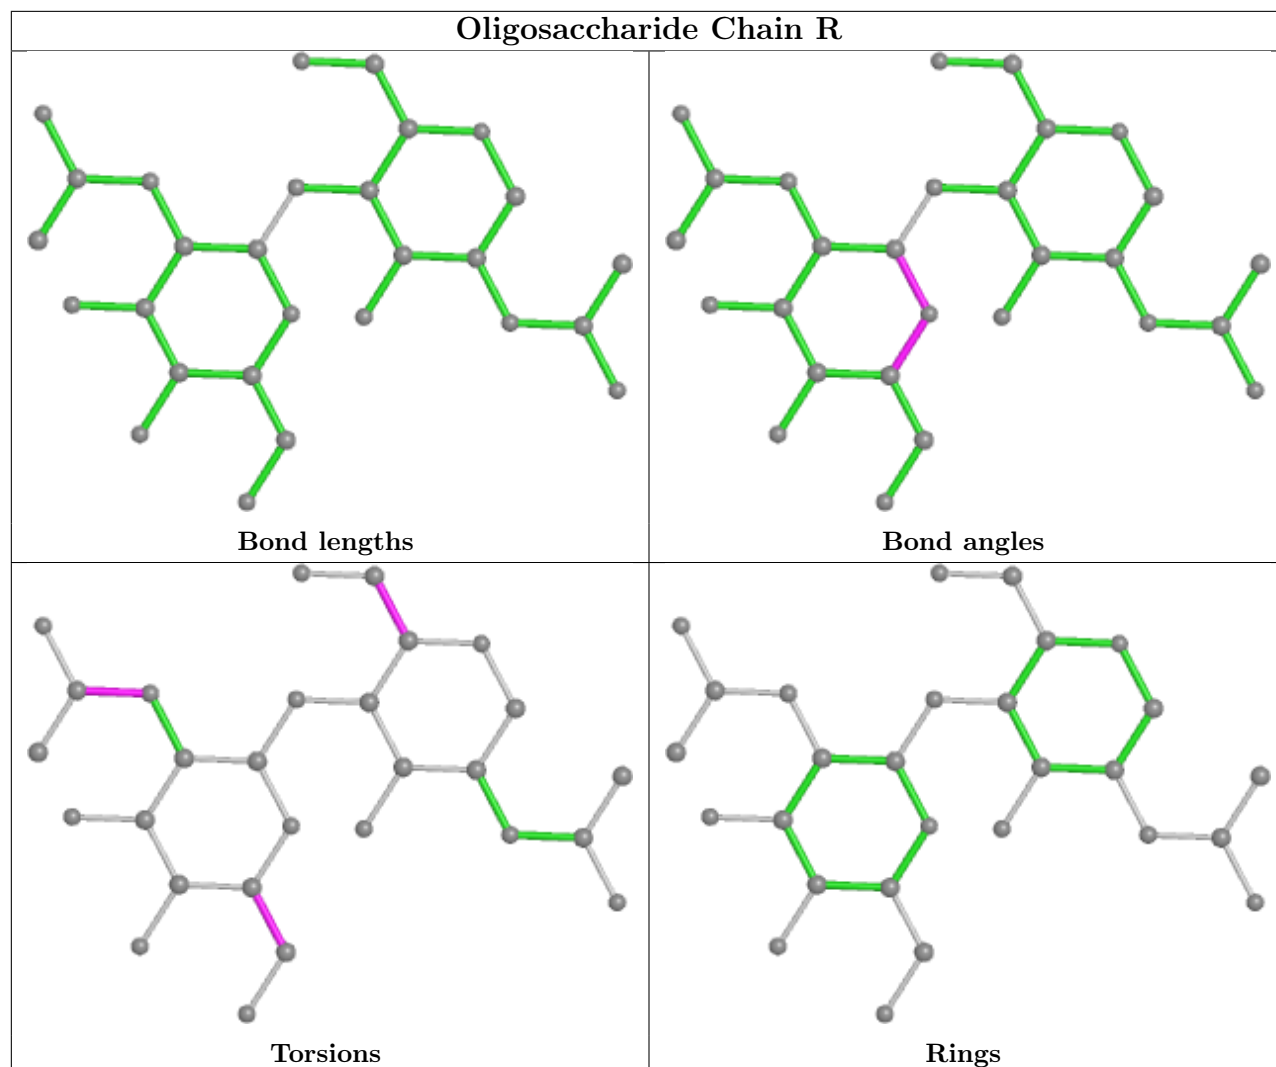 Oligosaccharide Chain R
Bond lengths
Bond angles
Torsions
Rings